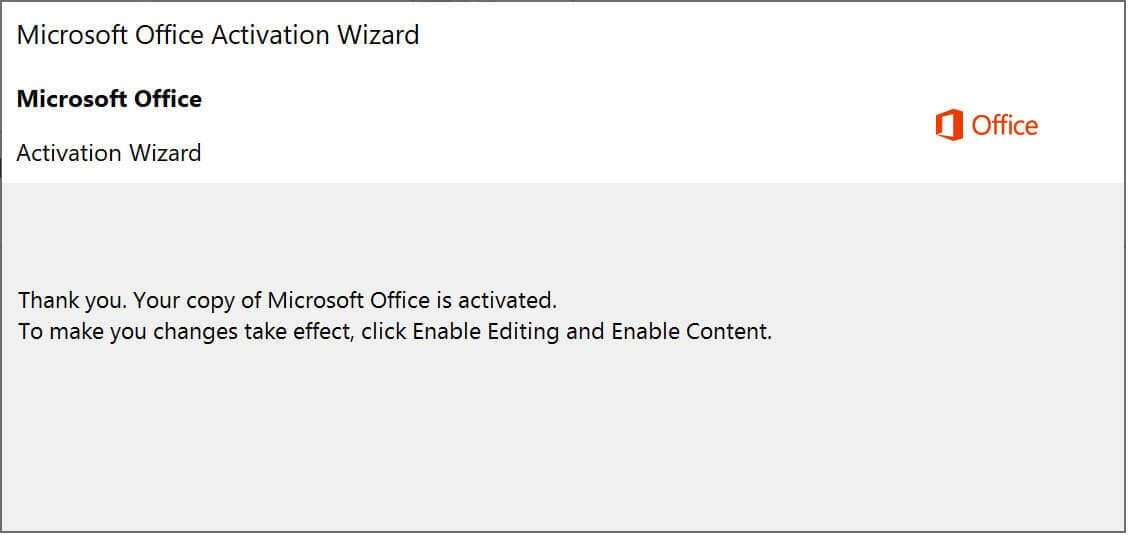 Microsoft Office Activation Wizard
Microsoft Office
Office
Activation Wizard
Thank you. Your copy of Microsoft Office is activated.
To make you changes take effect, click Enable Editing and Enable Content.